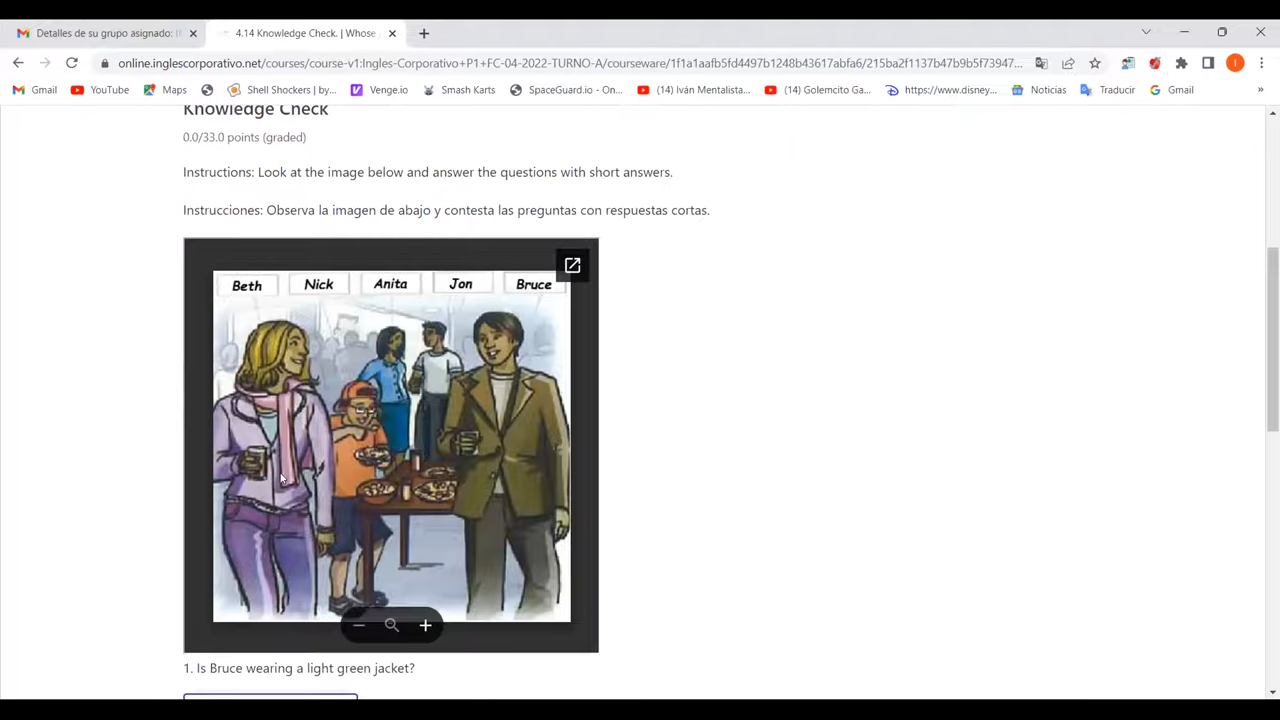 Detalles de su grupo asignado: I
4.14 Knowledge Check. | Whose
online.inglescorporativo.net/courses/course-v1:Ingles-Corporativo+P1+FC-04-2022-TURNO-A/courseware/1f1a1aafb5fd4497b1248b43617abfa6/215ba2f1137b47b9b5f73947...
Gmail YouTube Maps Shell Shockers | by... Venge.io Smash Karts SpaceGuard.io - On... (14) Iván Mentalista... (14) Golemcito Ga... https://www.disney... Noticias Traducir Gmail »
Knowledge Check
0.0/33.0 points (graded)
Instructions: Look at the image below and answer the questions with short answers.
Instrucciones: Observa la imagen de abajo y contesta las preguntas con respuestas cortas.
Beth Nick Anita Jon Bruce
1. Is Bruce wearing a light green jacket?